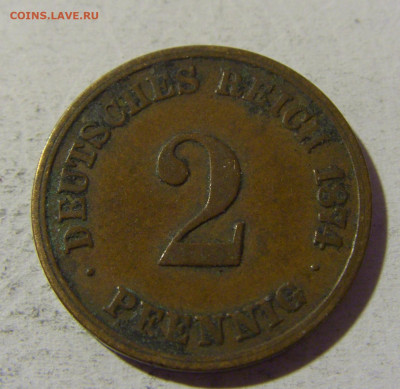 COINS.LAVE.RU
· DEUTSCHES REICH 1874 ·
2
PFENNIG